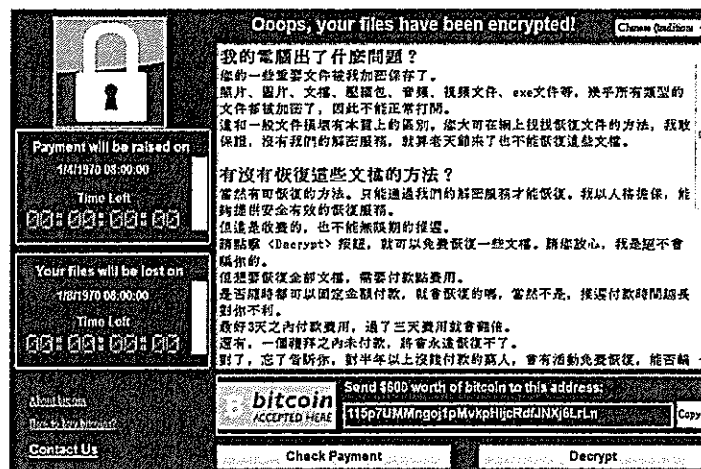 Ooops, your files have been encrypted!
我的電腦出了什麼問題？
您的一些重要文件被我加密保存了。
照片、圖片、文檔、壓縮包、音頻、視頻文件、exe文件等，幾乎所有類型的
文件都被加密了，因此不能正常打開。
這和一般文件損壞有本質上的區別。您大可在網上找找恢復文件的方法，我敢
保證，沒有我們的解密服務，就算老天爺來了也不能恢復這些文檔。
有沒有恢復這些文檔的方法？
當然有可恢復的方法。只能通過我們的解密服務才能恢復。我以人格擔保，能
夠提供安全有效的恢復服務。
但這是收費的，也不能無限期的推遲。
請點擊 <Decrypt> 按鈕，就可以免費恢復一些文檔。請您放心，我是絕不會
騙你的。
但想要恢復全部文檔，需要付款點費用。
是否隨時都可以固定金額付款，就會恢復的嗎，當然不是，推遲付款時間越長
對你不利。
最好3天之內付款費用，過了三天費用就會翻倍。
還有，一個禮拜之內未付款，將會永遠恢復不了。
對了，忘了告訴你，對半年以上沒錢付款的窮人，會有活動免費恢復，能否輪
Payment will be raised on
1/4/1970 08:00:00
Time Left
00:00:00:00
Your files will be lost on
1/8/1970 08:00:00
Time Left
00:00:00:00
About bitcoin
How to buy bitcoins?
Contact Us
bitcoin
ACCEPTED HERE
Send $600 worth of bitcoin to this address:
115p7UMMngoj1pMvkpHijcRdfJNXj6LrLn
Copy
Check Payment
Decrypt